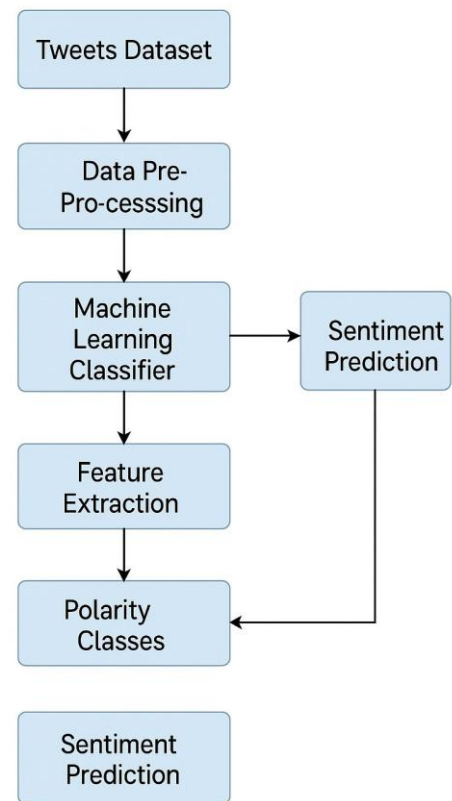 Tweets Dataset
Data Pre-
Pro-cesssing
Machine
Learning
Classifier
Sentiment
Prediction
Feature
Extraction
Polarity
Classes
Sentiment
Prediction